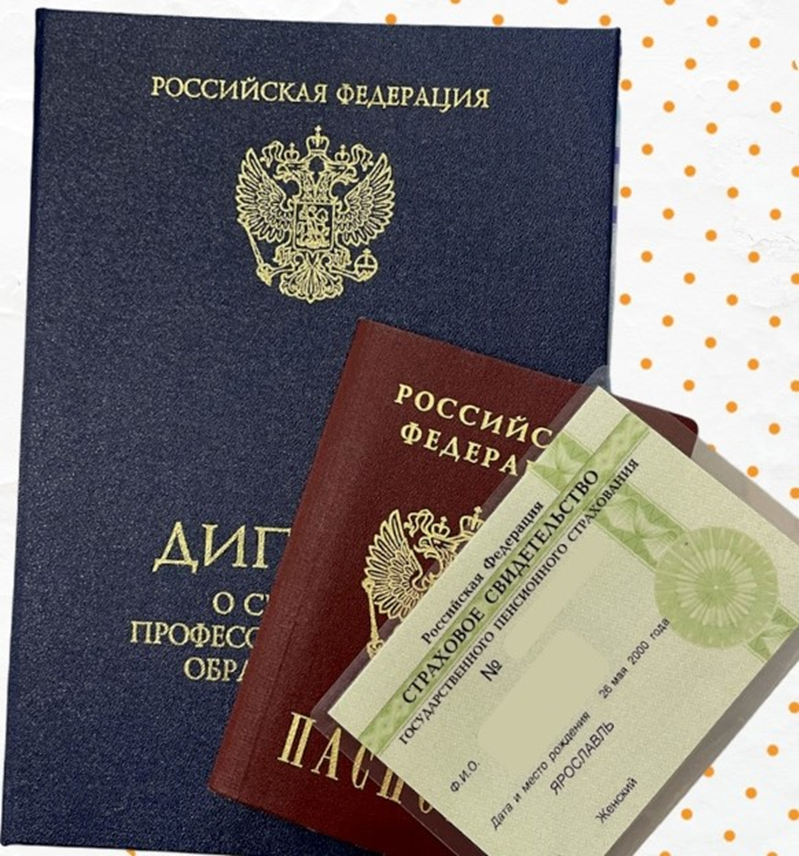 РОССИЙСКАЯ ФЕДЕРАЦИЯ
ДИП
О С
ПРОФЕСС
ОБРА
РОССИЙС
ФЕДЕРА
ПАСПО
Российская Федерация
СТРАХОВОЕ СВИДЕТЕЛЬСТВО
ГОСУДАРСТВЕННОГО ПЕНСИОННОГО СТРАХОВАНИЯ
№
Ф.И.О.
Дата и место рождения 26 мая 2000 года
ЯРОСЛАВЛЬ
Женский